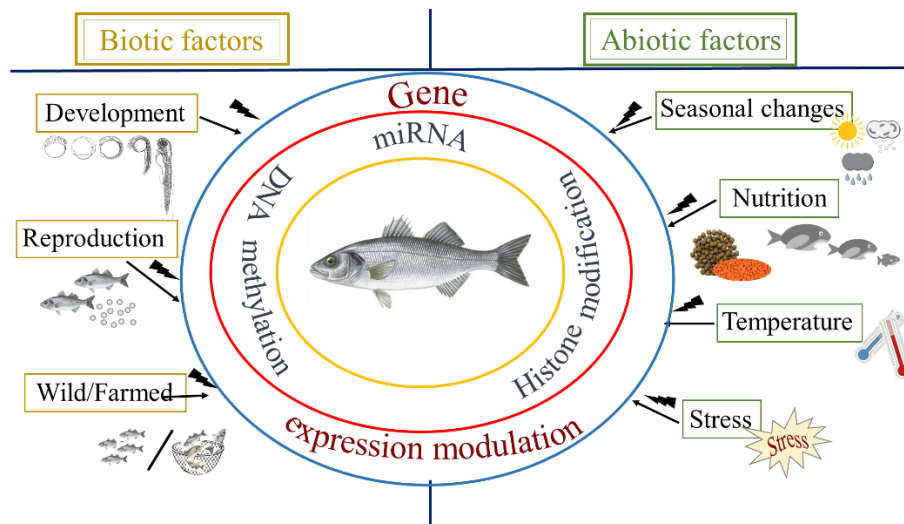 Biotic factors
Abiotic factors
Development
Reproduction
Wild/Farmed
Gene
expression modulation
miRNA
DNA methylation
Histone modification
Seasonal changes
Nutrition
Temperature
Stress
Stress